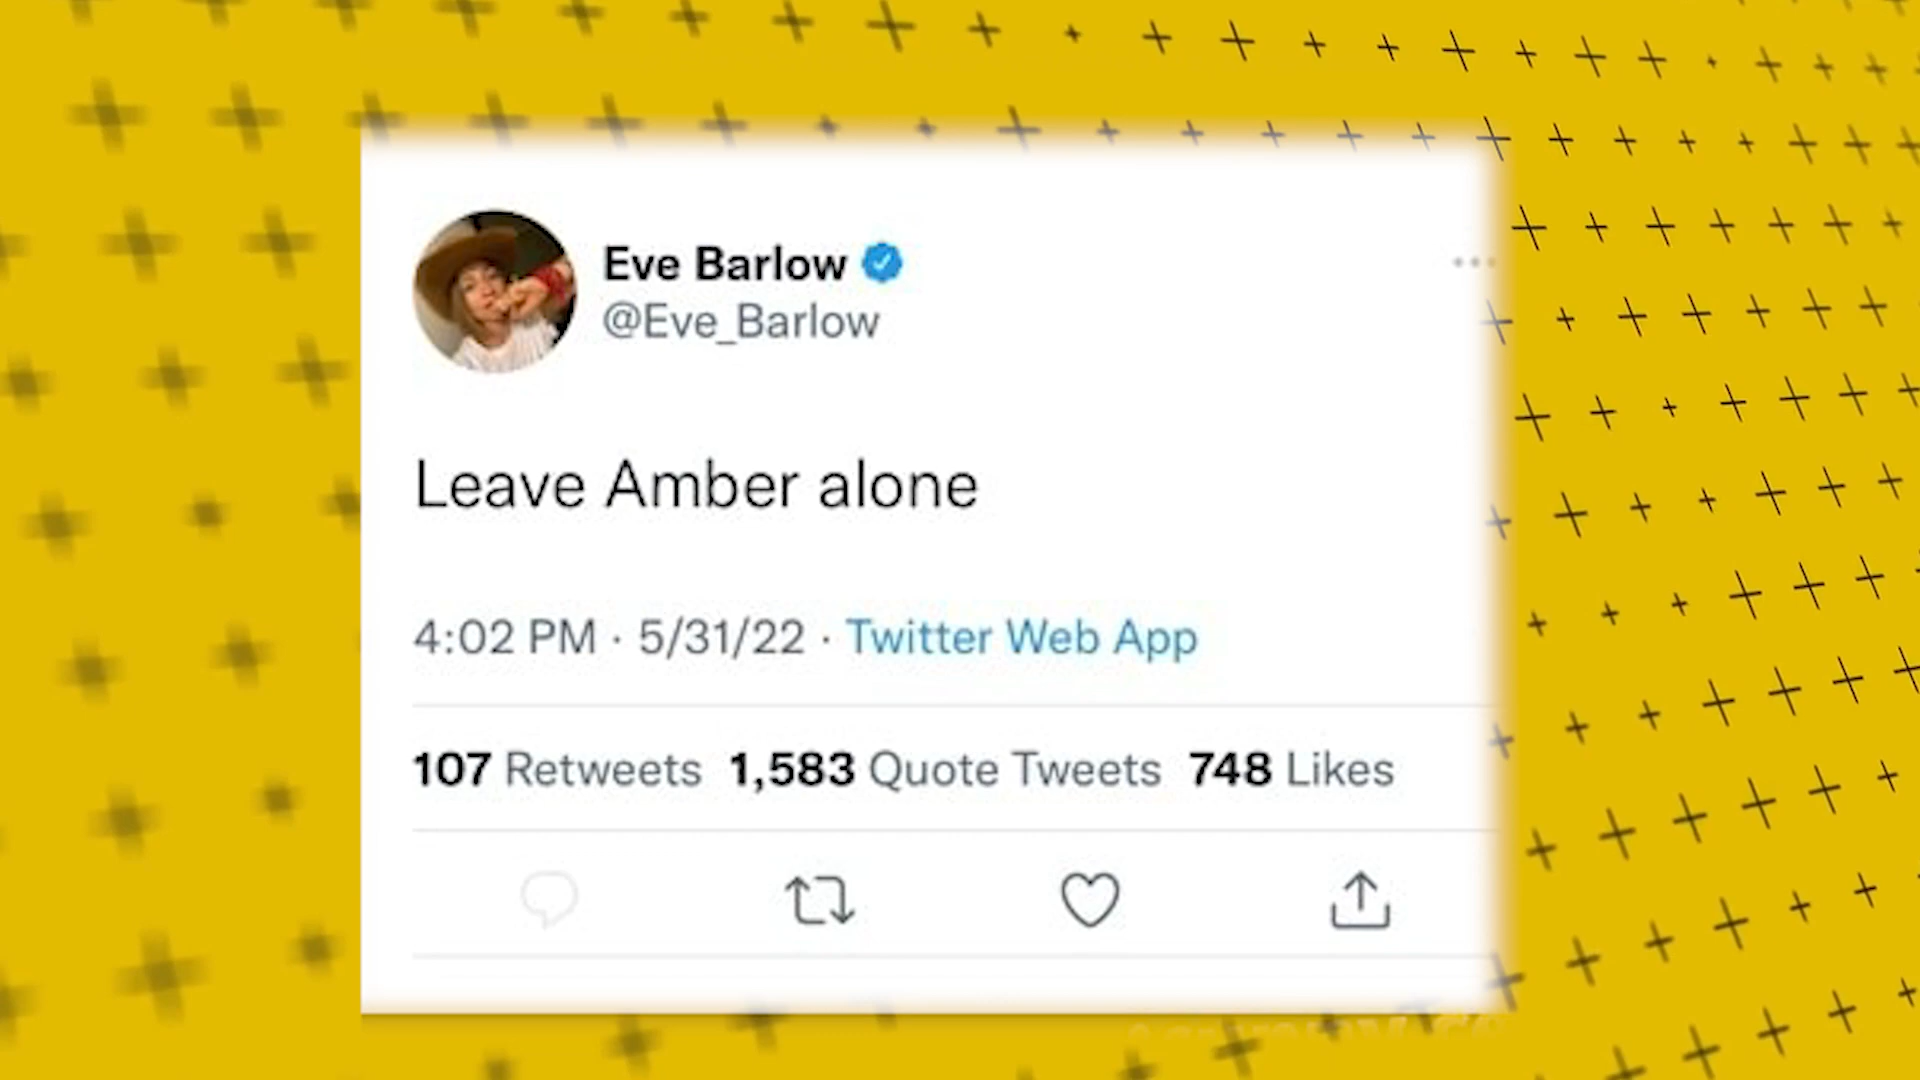 Eve Barlow
@Eve_Barlow
Leave Amber alone
4:02 PM · 5/31/22 · Twitter Web App
107 Retweets 1,583 Quote Tweets 748 Likes